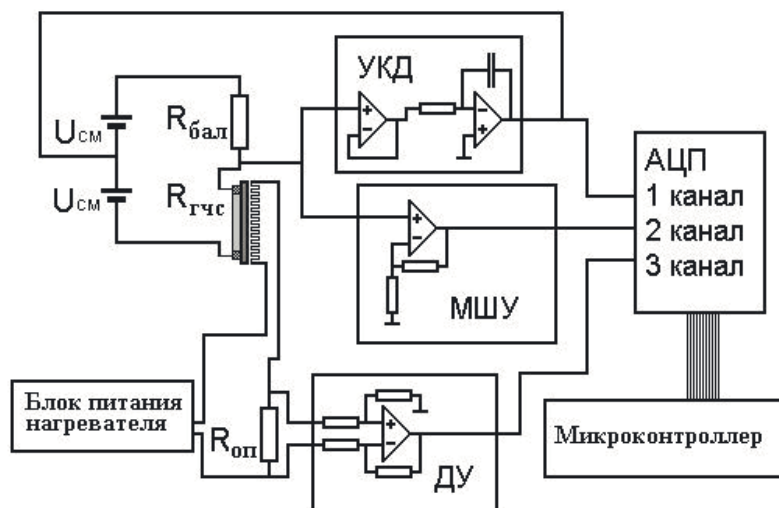 УКД
Uсм
Rбал
Uсм
Rгчс
АЦП
1 канал
2 канал
3 канал
МШУ
Блок питания
нагревателя
Rоп
ДУ
Микроконтроллер
+
−
−
+
+
−
+
−